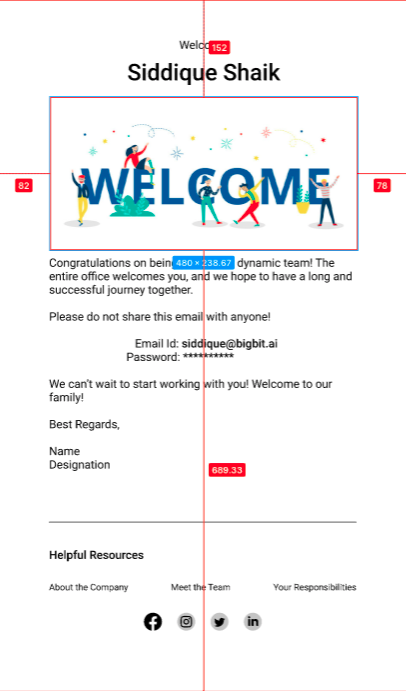 152
Siddique Shaik
WELCOME
82
78
Congratulations on 480 × 238.67 dynamic team! The
entire office welcomes you, and we hope to have a long and
successful journey together.
Please do not share this email with anyone!
Email Id: siddique@bigbit.ai
Password: **********
We can't wait to start working with you! Welcome to our
family!
Best Regards,
Name
Designation
689.33
Helpful Resources
About the Company
Meet the Team
Your Responsibilities
in